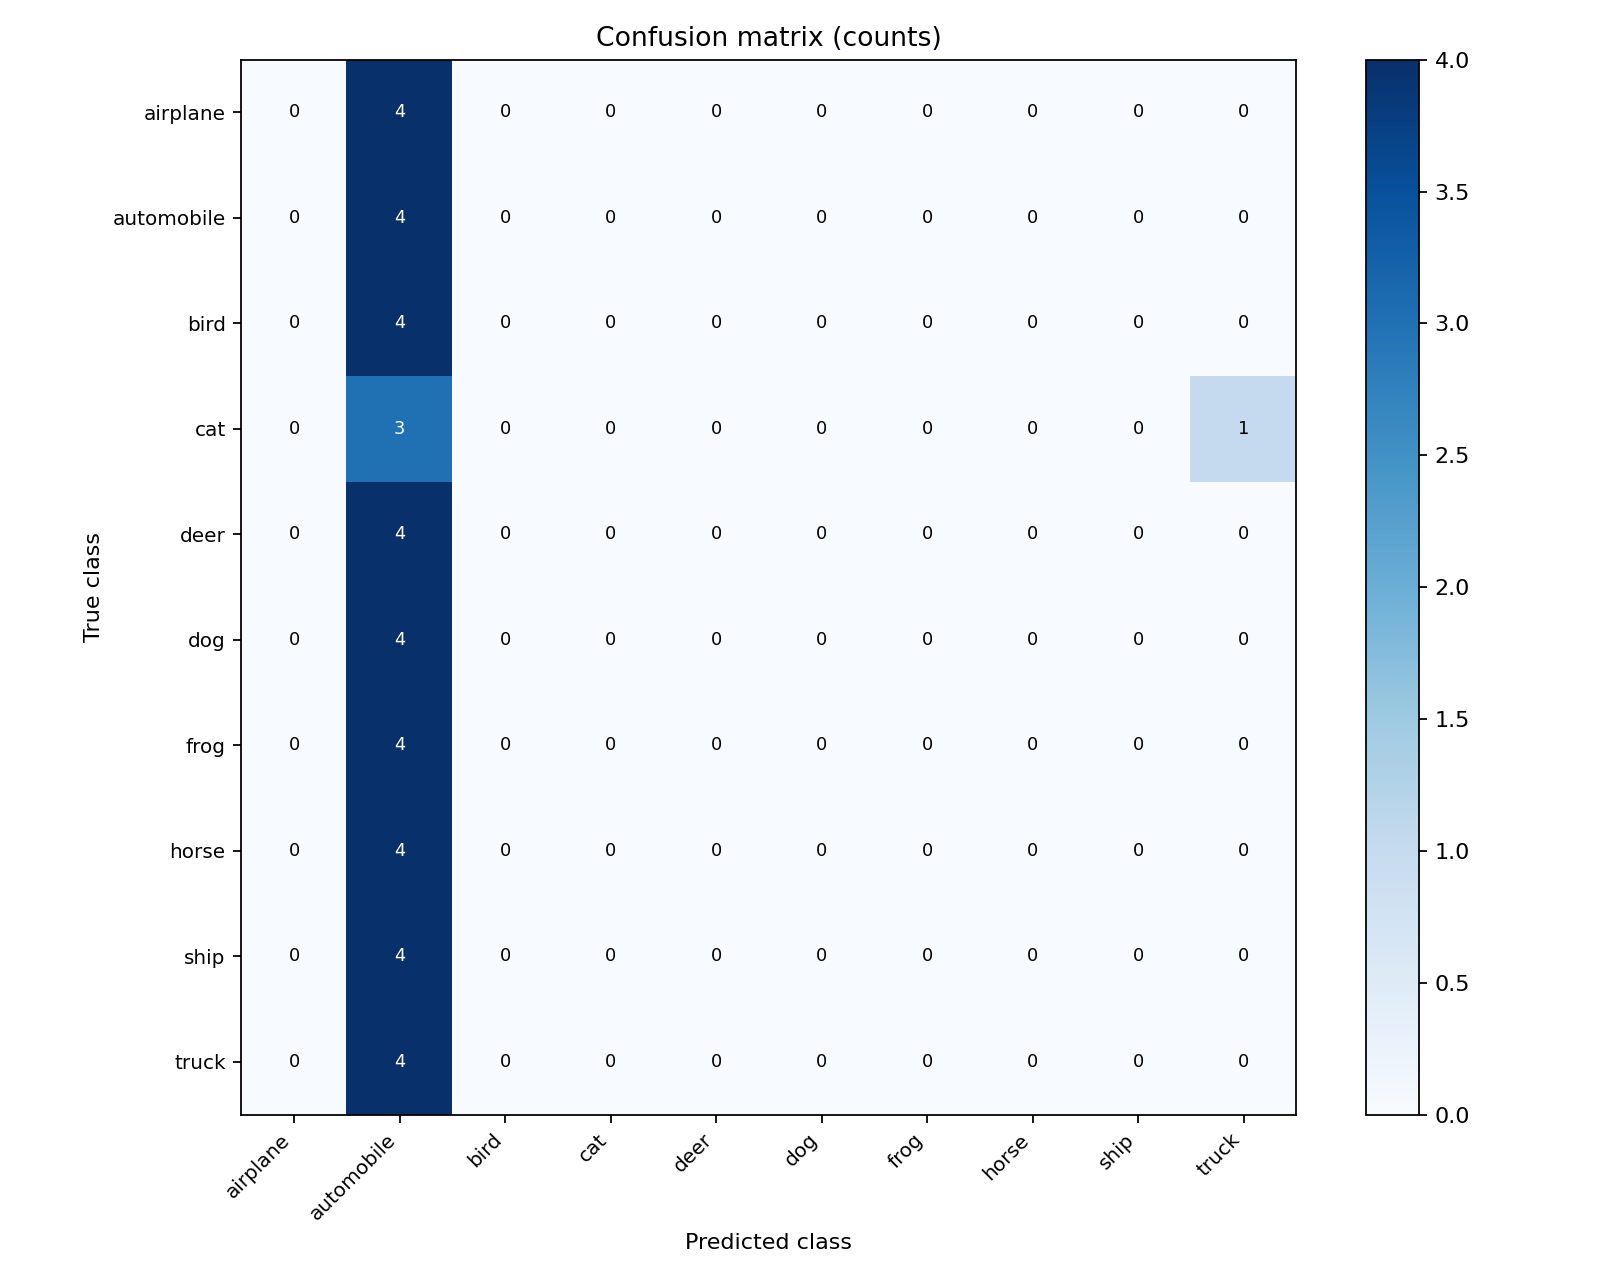 Confusion matrix (counts)
airplane 0 4 0 0 0 0 0 0 0 0
automobile 0 4 0 0 0 0 0 0 0 0
bird 0 4 0 0 0 0 0 0 0 0
cat 0 3 0 0 0 0 0 0 0 1
deer 0 4 0 0 0 0 0 0 0 0
dog 0 4 0 0 0 0 0 0 0 0
frog 0 4 0 0 0 0 0 0 0 0
horse 0 4 0 0 0 0 0 0 0 0
ship 0 4 0 0 0 0 0 0 0 0
truck 0 4 0 0 0 0 0 0 0 0
True class
airplane automobile bird cat deer dog frog horse ship truck
Predicted class
4.0
3.5
3.0
2.5
2.0
1.5
1.0
0.5
0.0